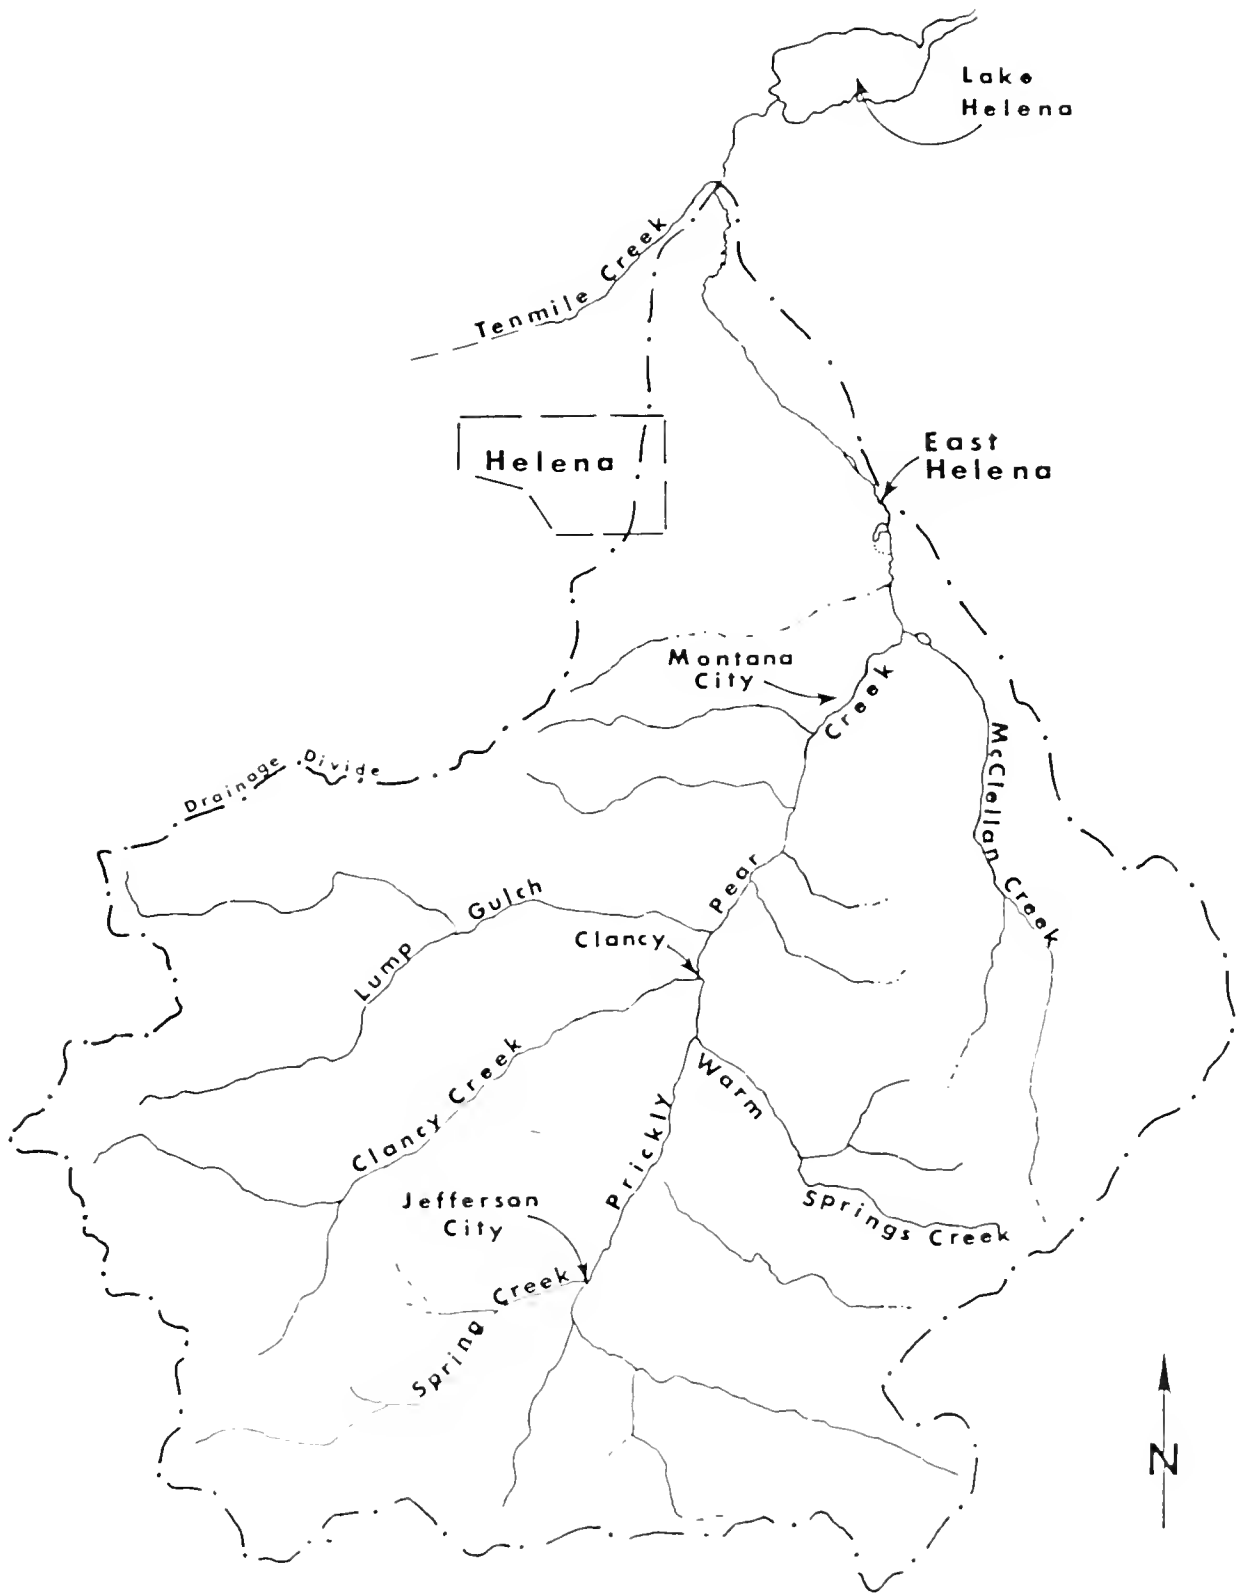 Lake
Helena
Tenmile Creek
East
Helena
Helena
Montana
City
Creek
McClellan Creek
Drainage Divide
Pear
Lump Gulch
Clancy
Clancy Creek
Warm
Springs Creek
Prickly
Jefferson
City
Spring Creek
N